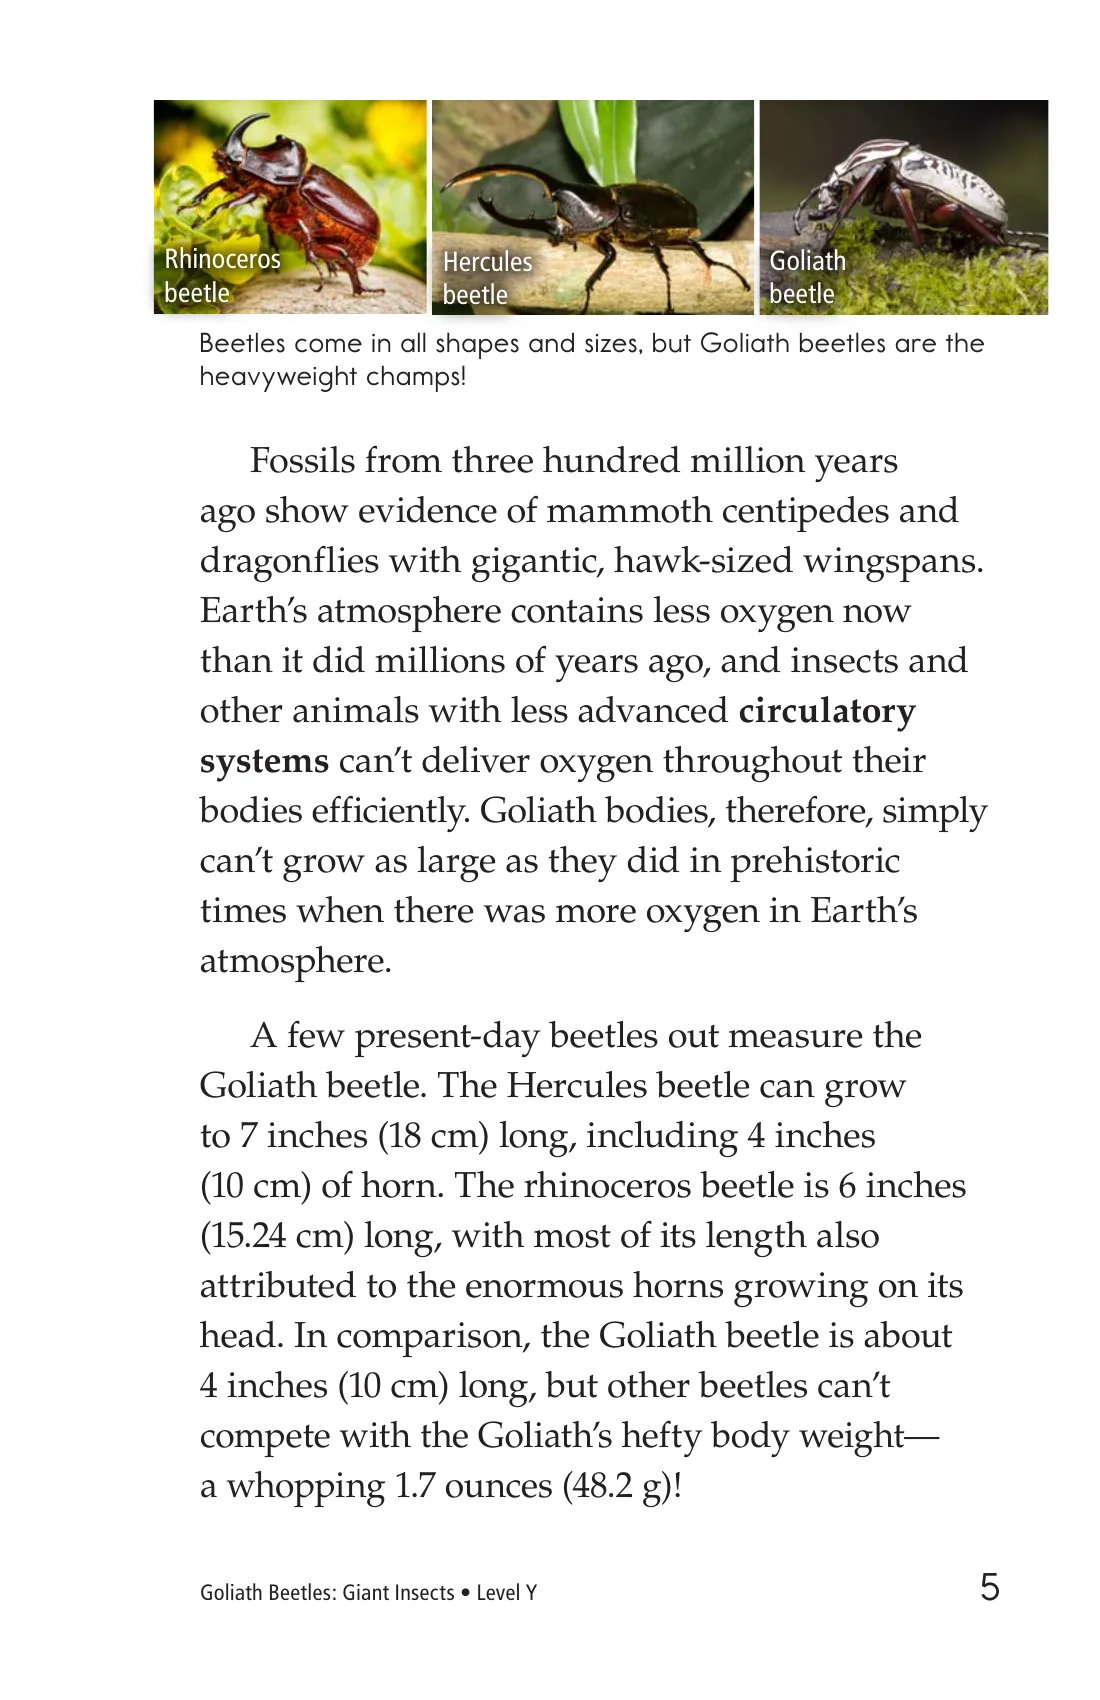 Rhinoceros
beetle
Hercules
beetle
Goliath
beetle
Beetles come in all shapes and sizes, but Goliath beetles are the
heavyweight champs!
Fossils from three hundred million years
ago show evidence of mammoth centipedes and
dragonflies with gigantic, hawk-sized wingspans.
Earth’s atmosphere contains less oxygen now
than it did millions of years ago, and insects and
other animals with less advanced circulatory
systems can’t deliver oxygen throughout their
bodies efficiently. Goliath bodies, therefore, simply
can’t grow as large as they did in prehistoric
times when there was more oxygen in Earth’s
atmosphere.
A few present-day beetles out measure the
Goliath beetle. The Hercules beetle can grow
to 7 inches (18 cm) long, including 4 inches
(10 cm) of horn. The rhinoceros beetle is 6 inches
(15.24 cm) long, with most of its length also
attributed to the enormous horns growing on its
head. In comparison, the Goliath beetle is about
4 inches (10 cm) long, but other beetles can’t
compete with the Goliath’s hefty body weight—
a whopping 1.7 ounces (48.2 g)!
Goliath Beetles: Giant Insects • Level Y
5